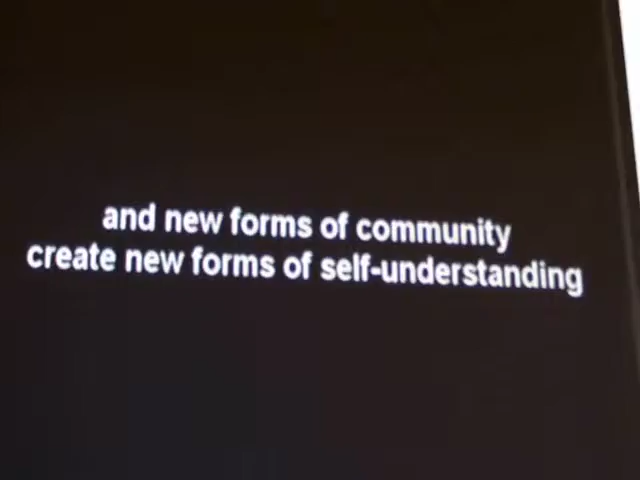 and new forms of community
create new forms of self-understanding